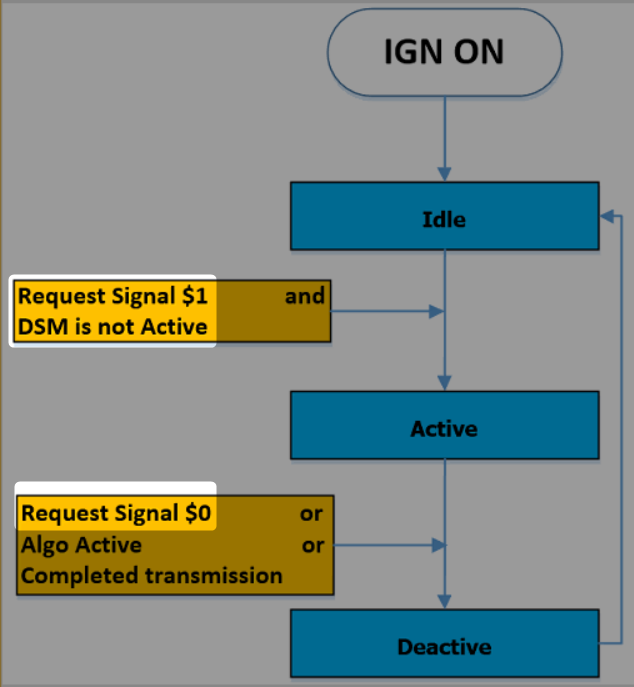 IGN ON
Idle
Request Signal $1 and
DSM is not Active
Active
Request Signal $0 or
Algo Active or
Completed transmission
Deactive